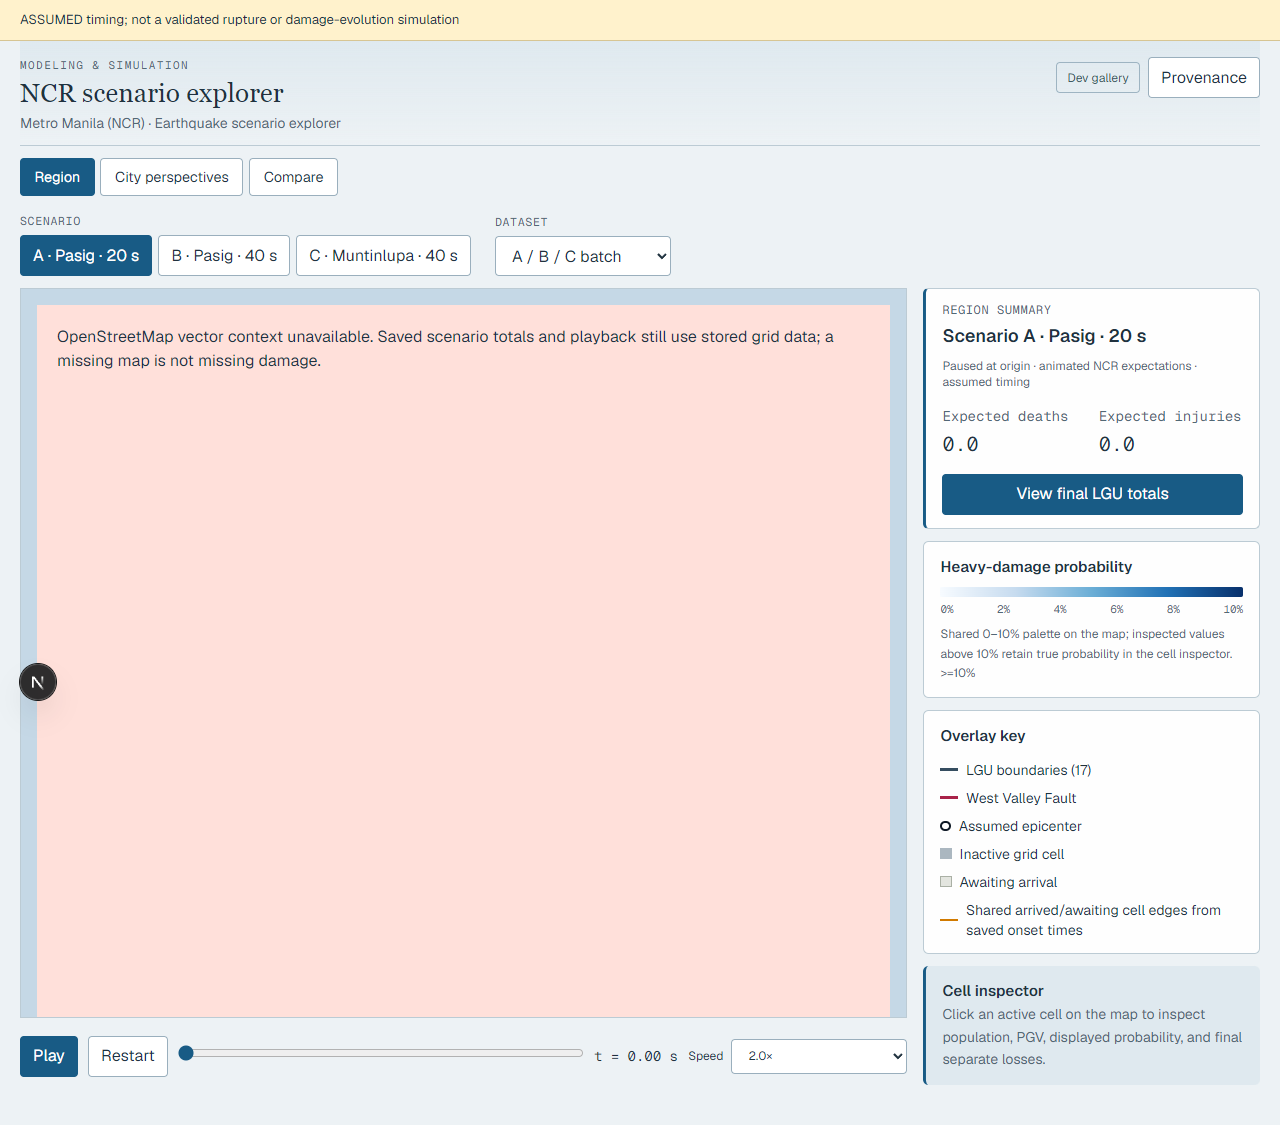 ASSUMED timing; not a validated rupture or damage-evolution simulation
MODELING & SIMULATION
NCR scenario explorer
Metro Manila (NCR) · Earthquake scenario explorer
Dev gallery
Provenance
Region
City perspectives
Compare
SCENARIO
A · Pasig · 20 s
B · Pasig · 40 s
C · Muntinlupa · 40 s
DATASET
A / B / C batch
OpenStreetMap vector context unavailable. Saved scenario totals and playback still use stored grid data; a
missing map is not missing damage.
N
Play
Restart
t = 0.00 s
Speed
2.0×
REGION SUMMARY
Scenario A · Pasig · 20 s
Paused at origin · animated NCR expectations ·
assumed timing
Expected deaths
Expected injuries
0.0
0.0
View final LGU totals
Heavy-damage probability
0%
2%
4%
6%
8%
10%
Shared 0–10% palette on the map; inspected values
above 10% retain true probability in the cell inspector.
>=10%
Overlay key
LGU boundaries (17)
West Valley Fault
Assumed epicenter
Inactive grid cell
Awaiting arrival
Shared arrived/awaiting cell edges from
saved onset times
Cell inspector
Click an active cell on the map to inspect
population, PGV, displayed probability, and final
separate losses.